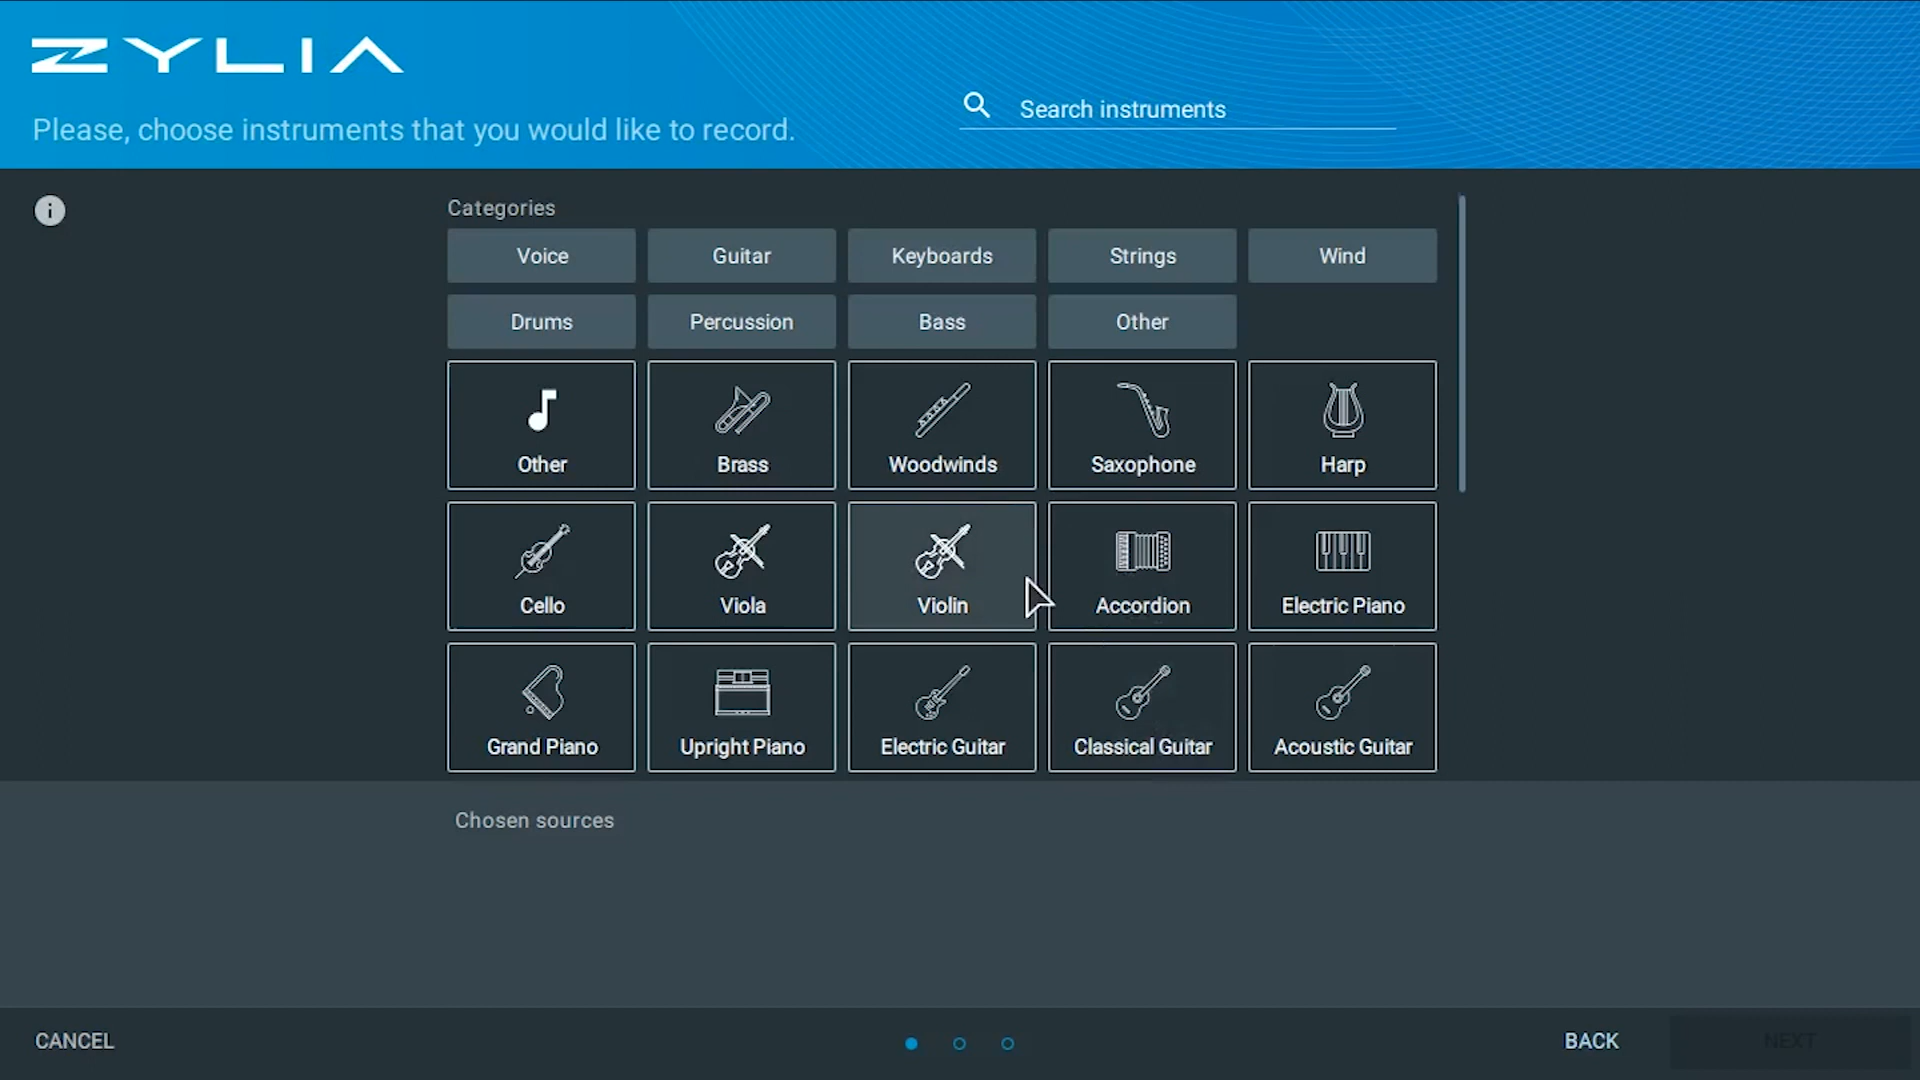 ZYLIA
Please, choose instruments that you would like to record.
Search instruments
Categories
Voice
Guitar
Keyboards
Strings
Wind
Drums
Percussion
Bass
Other
Other
Brass
Woodwinds
Saxophone
Harp
Cello
Viola
Violin
Accordion
Electric Piano
Grand Piano
Upright Piano
Electric Guitar
Classical Guitar
Acoustic Guitar
Chosen sources
CANCEL
BACK
NEXT